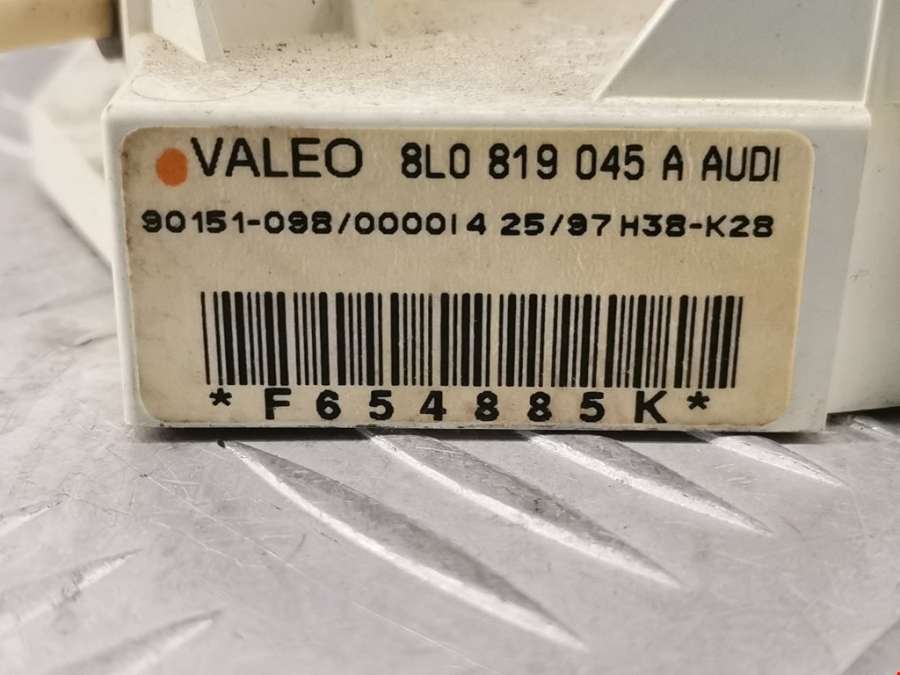 VALEO 8L0 819 045 A AUDI
90151-098/000014 25/97 H38-K28
*F654885K*